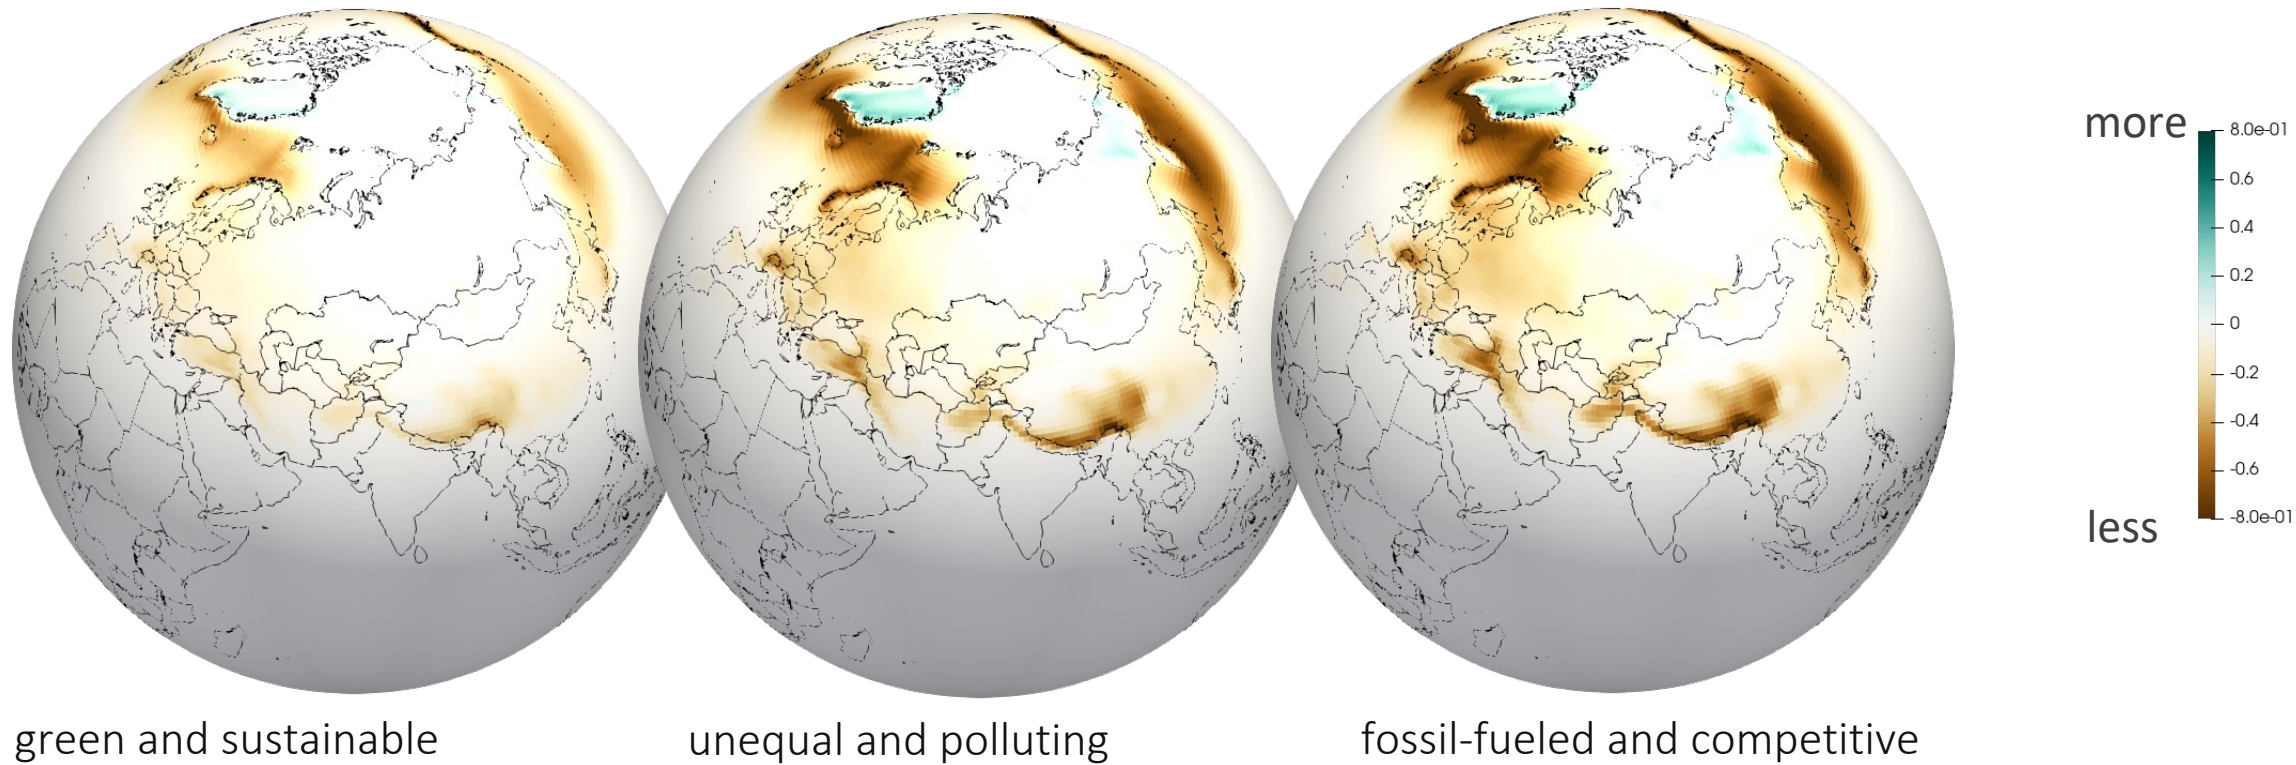 more
8.0e-01
0.6
0.4
0.2
0
-0.2
-0.4
-0.6
-8.0e-01
less
green and sustainable
unequal and polluting
fossil-fueled and competitive